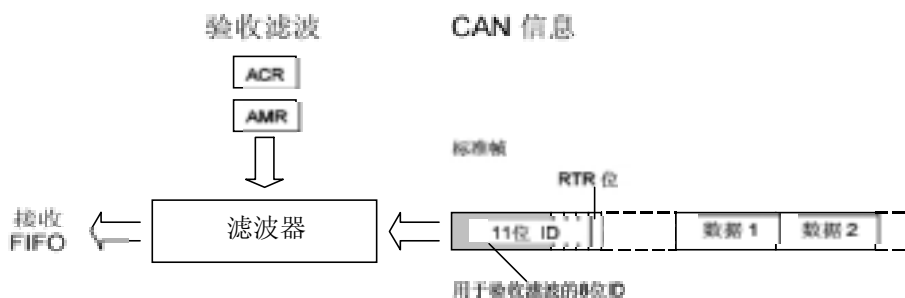 验收滤波
CAN 信息
ACR
AMR
标准帧
RTR 位
接收
FIFO
滤波器
11位 ID
数据 1
数据 2
用于验收滤波的8位ID